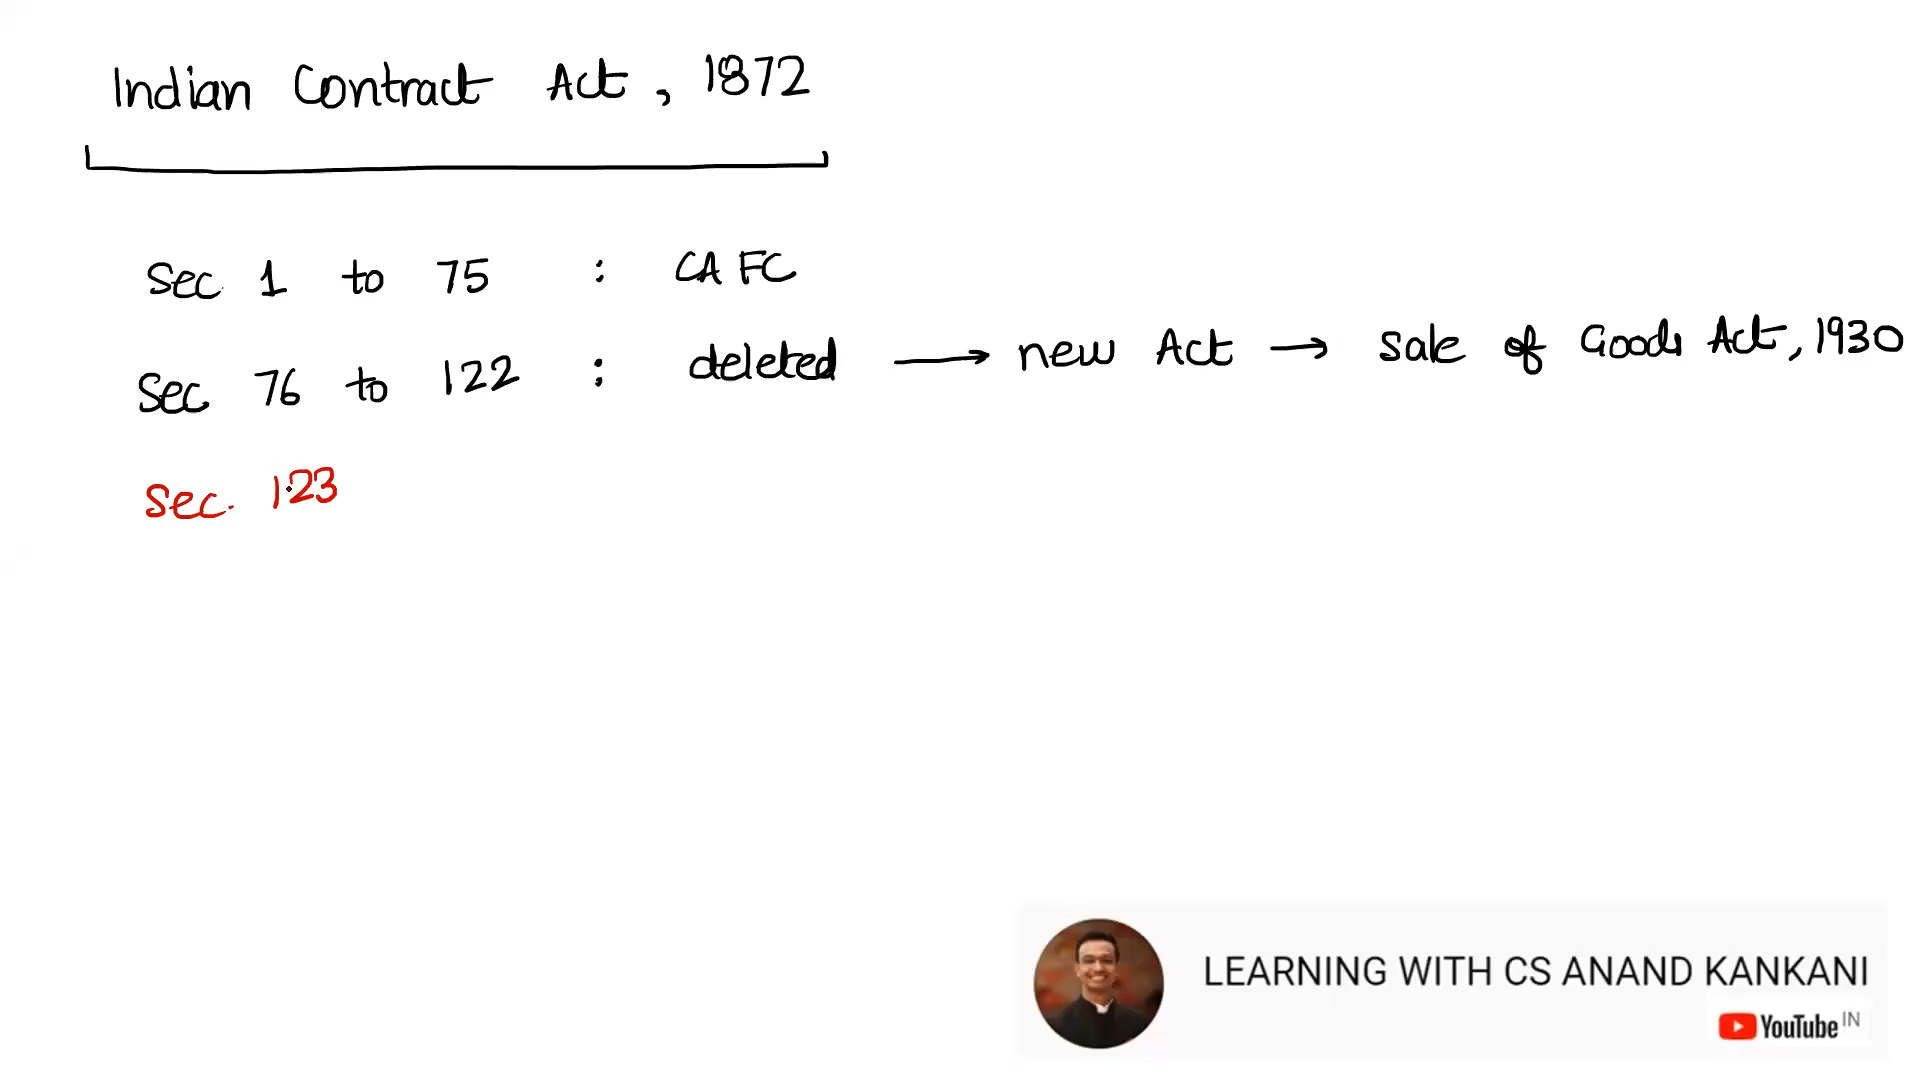 Indian Contract Act, 1872
Sec 1 to 75 : CA FC
Sec 76 to 122 : deleted → new Act → Sale of Goods Act, 1930
Sec. 123
LEARNING WITH CS ANAND KANKANI
YouTube IN